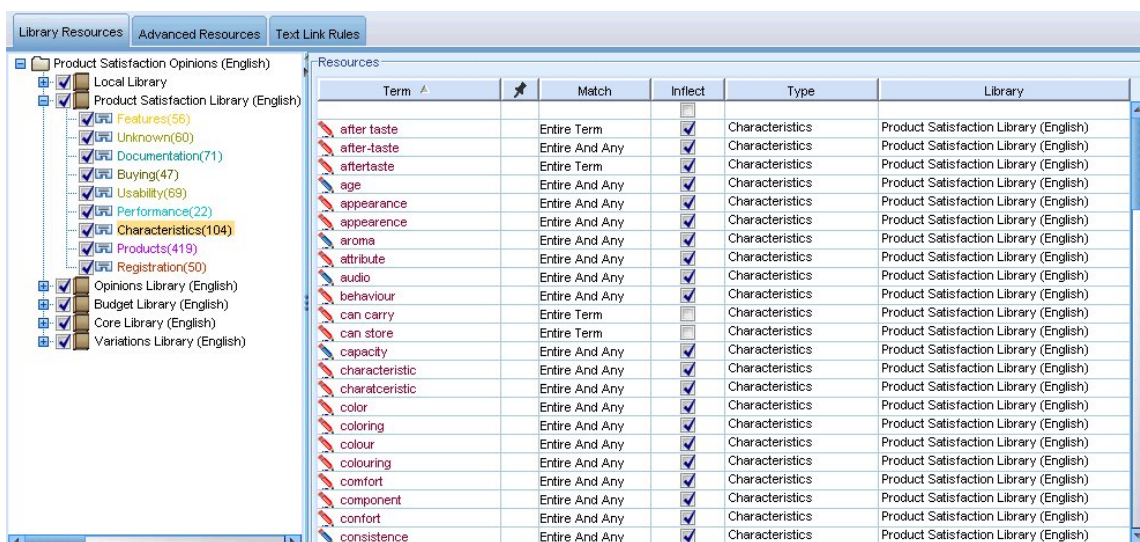 Library Resources Advanced Resources Text Link Rules
Product Satisfaction Opinions (English)
Local Library
Product Satisfaction Library (English)
Features(56)
Unknown(60)
Documentation(71)
Buying(47)
Usability(69)
Performance(22)
Characteristics(104)
Products(419)
Registration(50)
Opinions Library (English)
Budget Library (English)
Core Library (English)
Variations Library (English)
Resources
Term Match Inflect Type Library
after taste Entire Term Characteristics Product Satisfaction Library (English)
after-taste Entire And Any Characteristics Product Satisfaction Library (English)
aftertaste Entire Term Characteristics Product Satisfaction Library (English)
age Entire And Any Characteristics Product Satisfaction Library (English)
appearance Entire And Any Characteristics Product Satisfaction Library (English)
appearence Entire And Any Characteristics Product Satisfaction Library (English)
aroma Entire And Any Characteristics Product Satisfaction Library (English)
attribute Entire And Any Characteristics Product Satisfaction Library (English)
audio Entire And Any Characteristics Product Satisfaction Library (English)
behaviour Entire And Any Characteristics Product Satisfaction Library (English)
can carry Entire Term Characteristics Product Satisfaction Library (English)
can store Entire Term Characteristics Product Satisfaction Library (English)
capacity Entire And Any Characteristics Product Satisfaction Library (English)
characteristic Entire And Any Characteristics Product Satisfaction Library (English)
charatceristic Entire And Any Characteristics Product Satisfaction Library (English)
color Entire And Any Characteristics Product Satisfaction Library (English)
coloring Entire And Any Characteristics Product Satisfaction Library (English)
colour Entire And Any Characteristics Product Satisfaction Library (English)
colouring Entire And Any Characteristics Product Satisfaction Library (English)
comfort Entire And Any Characteristics Product Satisfaction Library (English)
component Entire And Any Characteristics Product Satisfaction Library (English)
confort Entire And Any Characteristics Product Satisfaction Library (English)
consistence Entire And Any Characteristics Product Satisfaction Library (English)